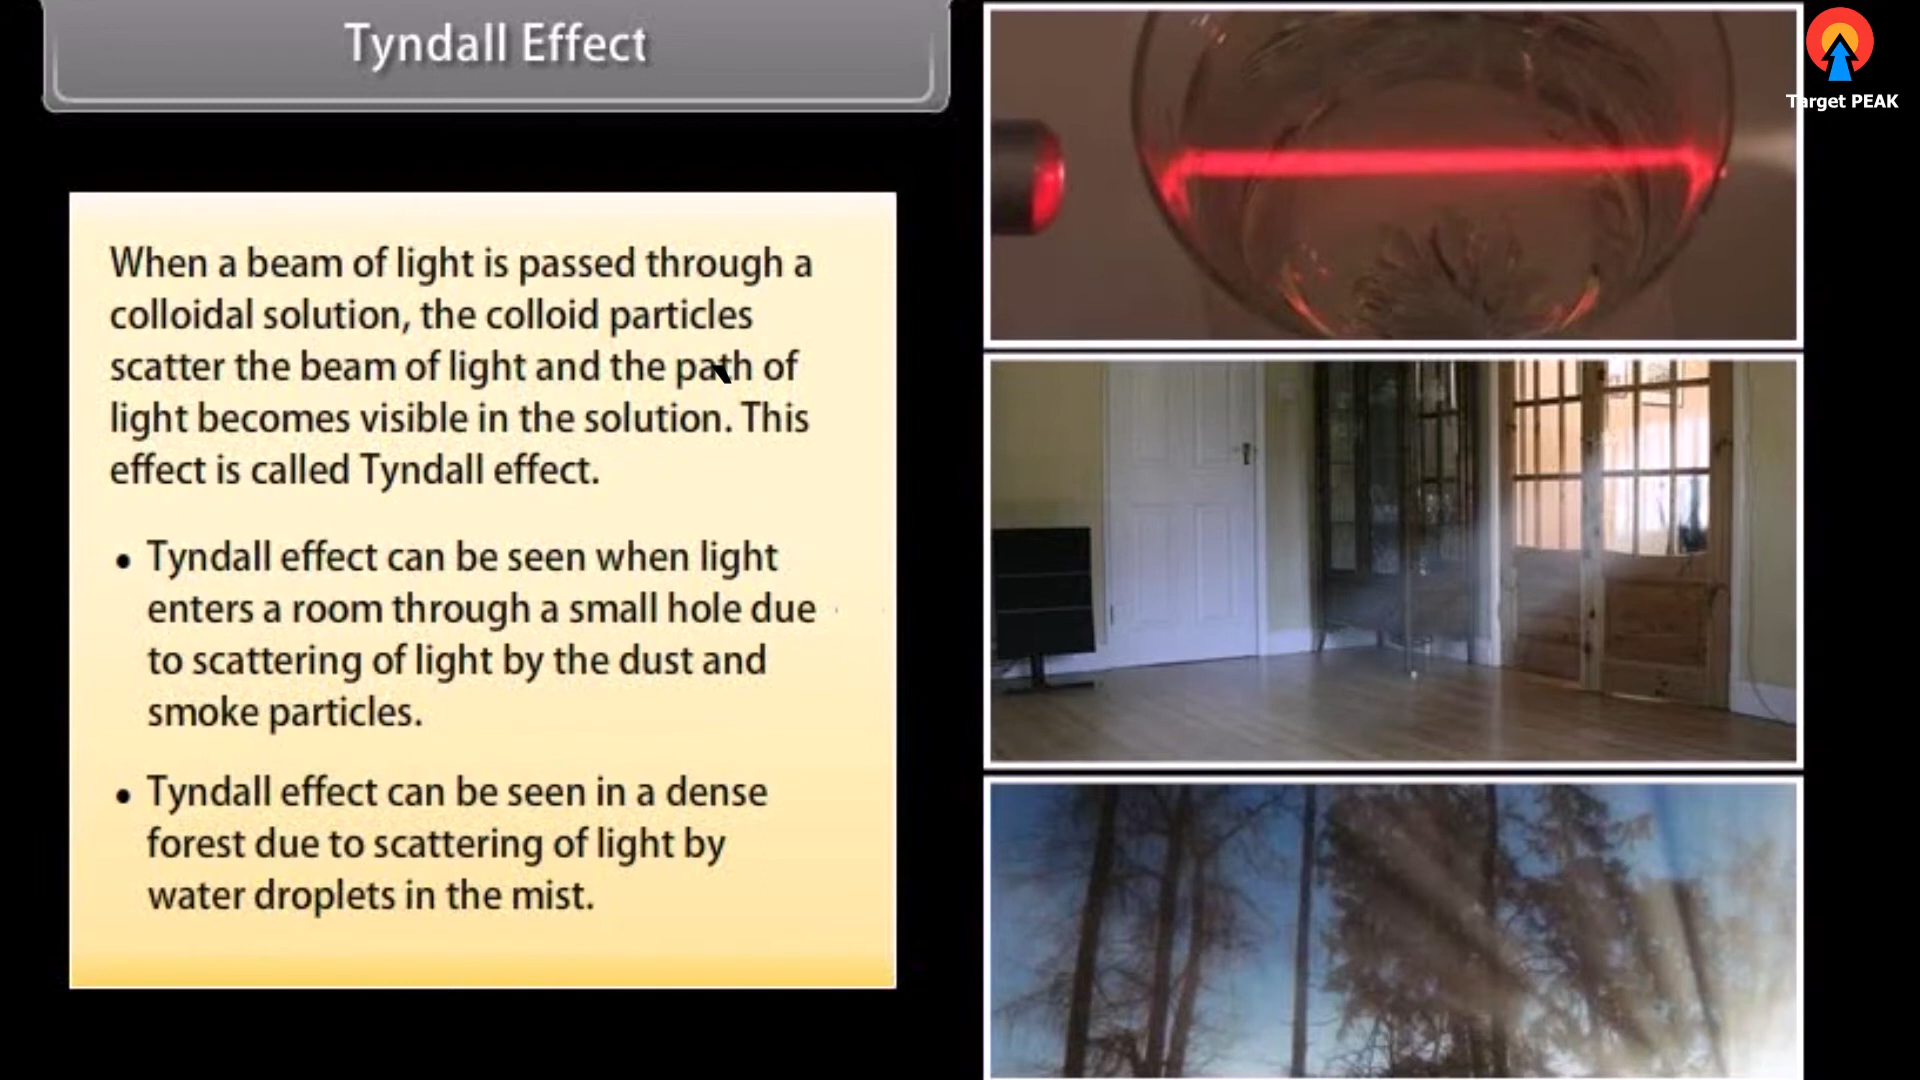 Tyndall Effect
Target PEAK
When a beam of light is passed through a
colloidal solution, the colloid particles
scatter the beam of light and the path of
light becomes visible in the solution. This
effect is called Tyndall effect.
• Tyndall effect can be seen when light
enters a room through a small hole due
to scattering of light by the dust and
smoke particles.
• Tyndall effect can be seen in a dense
forest due to scattering of light by
water droplets in the mist.